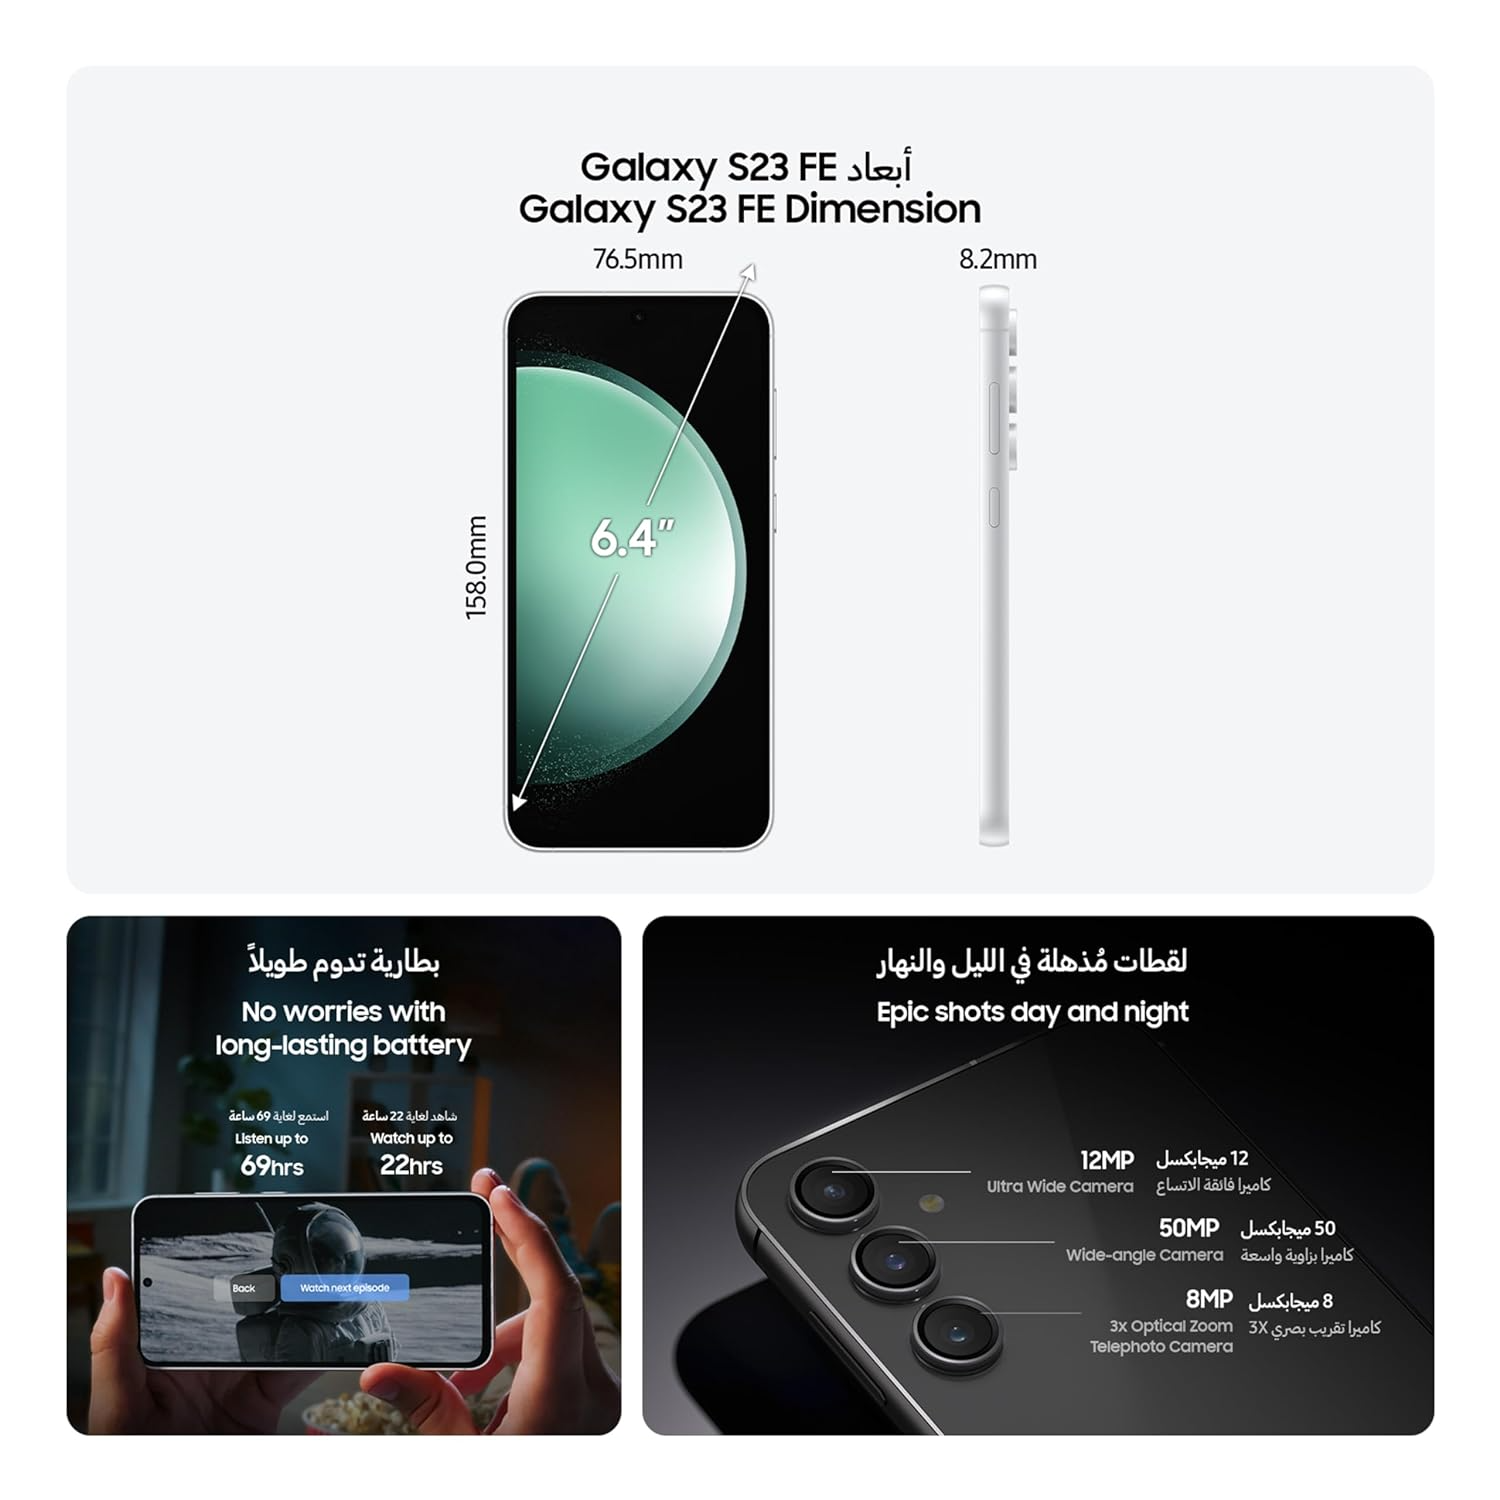 أبعاد Galaxy S23 FE
Galaxy S23 FE Dimension
76.5mm
8.2mm
158.0mm
6.4"
بطارية تدوم طويلاً
No worries with
long-lasting battery
استمع لغاية 69 ساعة
Listen up to
69hrs
شاهد لغاية 22 ساعة
Watch up to
22hrs
Back
Watch next episode
لقطات مُذهلة في الليل والنهار
Epic shots day and night
12MP
Ultra Wide Camera
12 ميجابكسل
كاميرا فائقة الاتساع
50MP
Wide-angle Camera
50 ميجابكسل
كاميرا بزاوية واسعة
8MP
3x Optical Zoom
Telephoto Camera
8 ميجابكسل
كاميرا تقريب بصري 3X